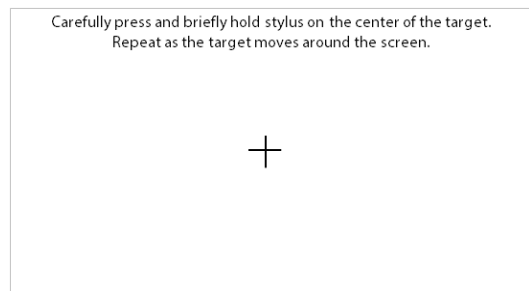 Carefully press and briefly hold stylus on the center of the target.
Repeat as the target moves around the screen.